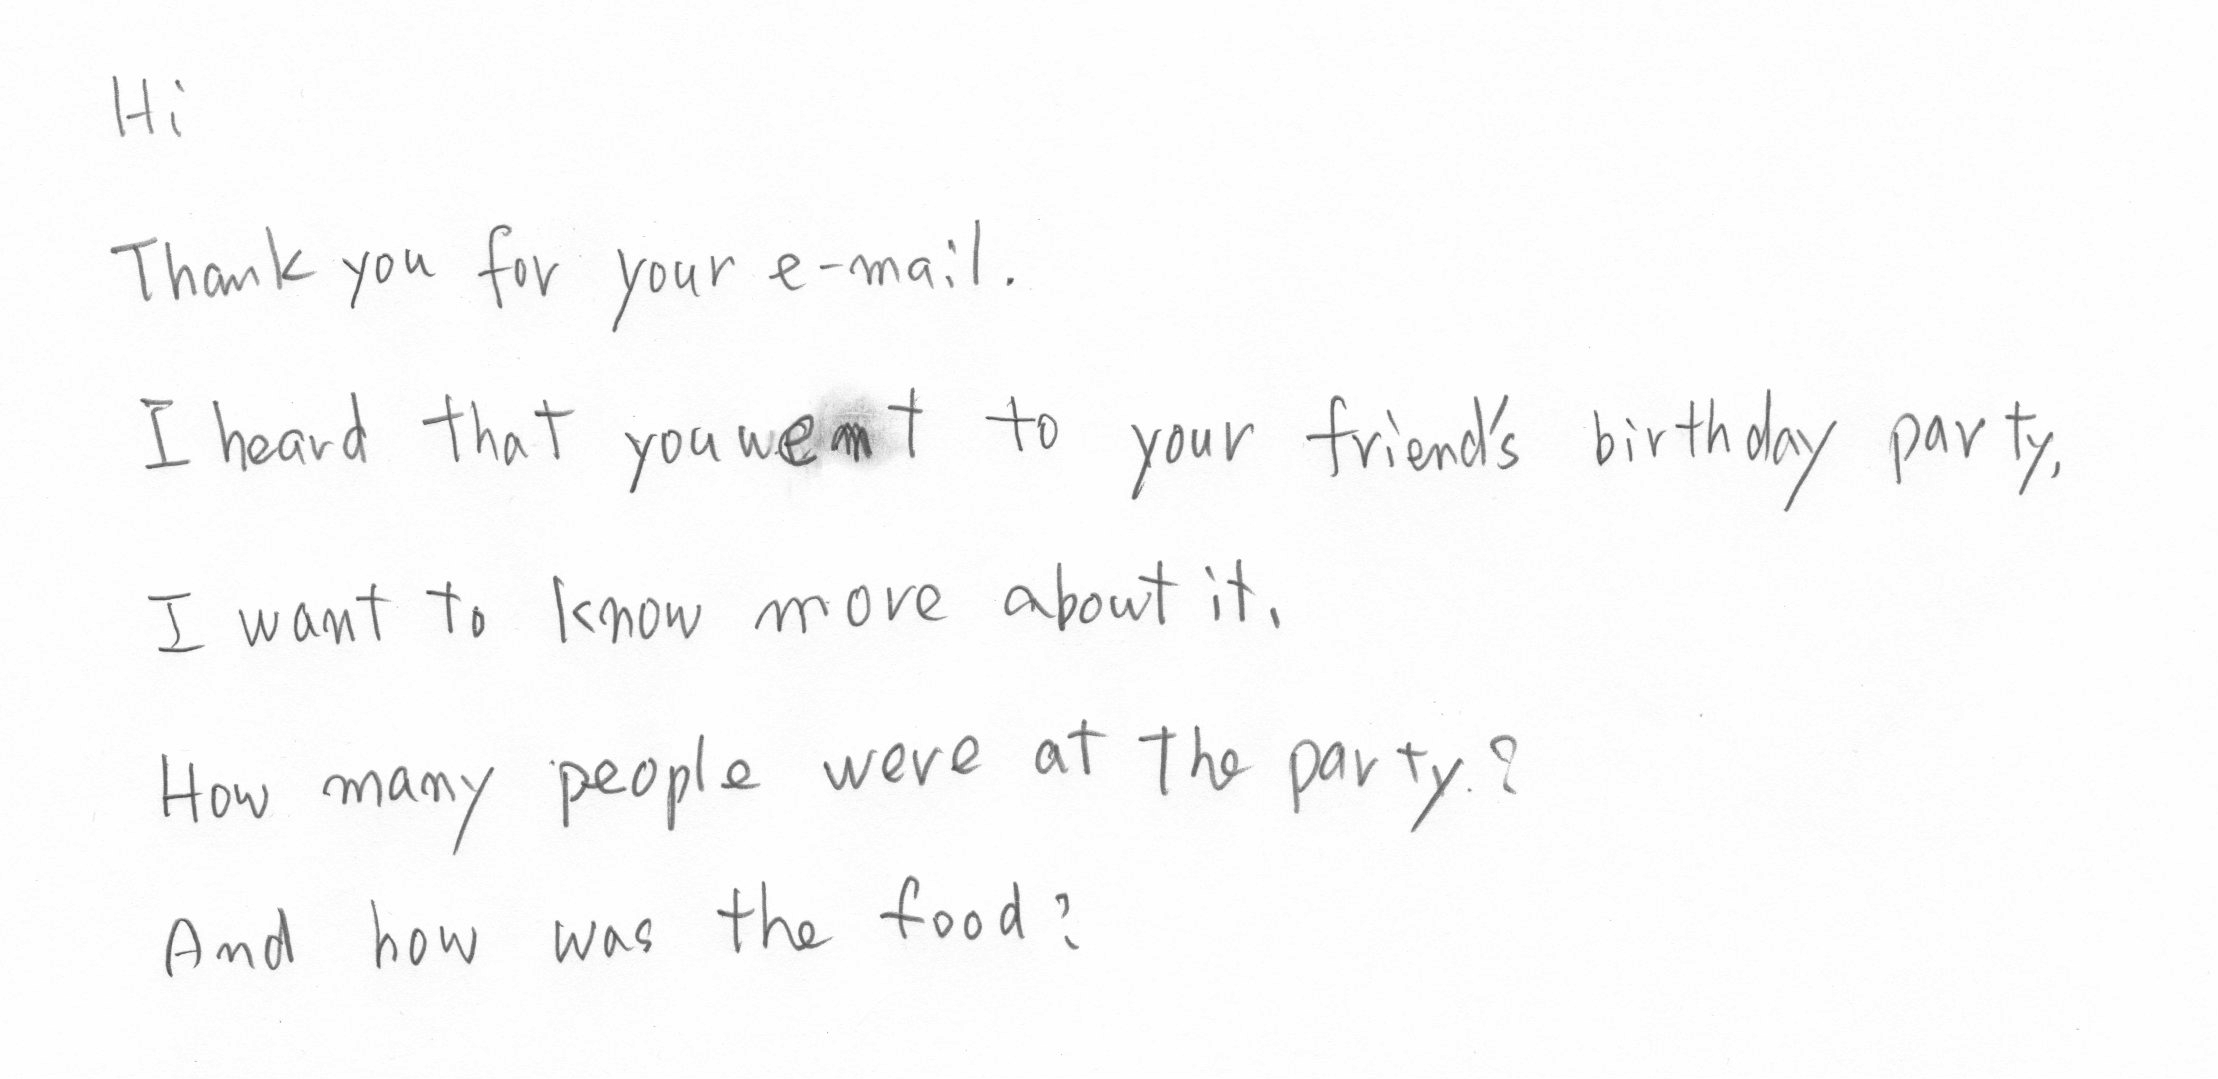 Hi
Thank you for your e-mail.
I heard that you went to your friend's birthday party.
I want to know more about it.
How many people were at the party?
And how was the food?